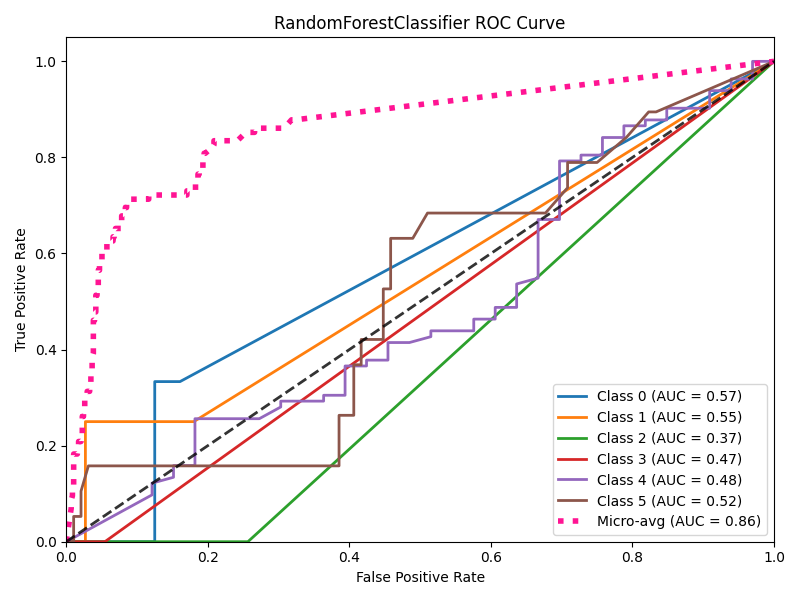 RandomForestClassifier ROC Curve
True Positive Rate
1.0
0.8
0.6
0.4
0.2
0.0
0.0 0.2 0.4 0.6 0.8 1.0
False Positive Rate
Class 0 (AUC = 0.57)
Class 1 (AUC = 0.55)
Class 2 (AUC = 0.37)
Class 3 (AUC = 0.47)
Class 4 (AUC = 0.48)
Class 5 (AUC = 0.52)
Micro-avg (AUC = 0.86)